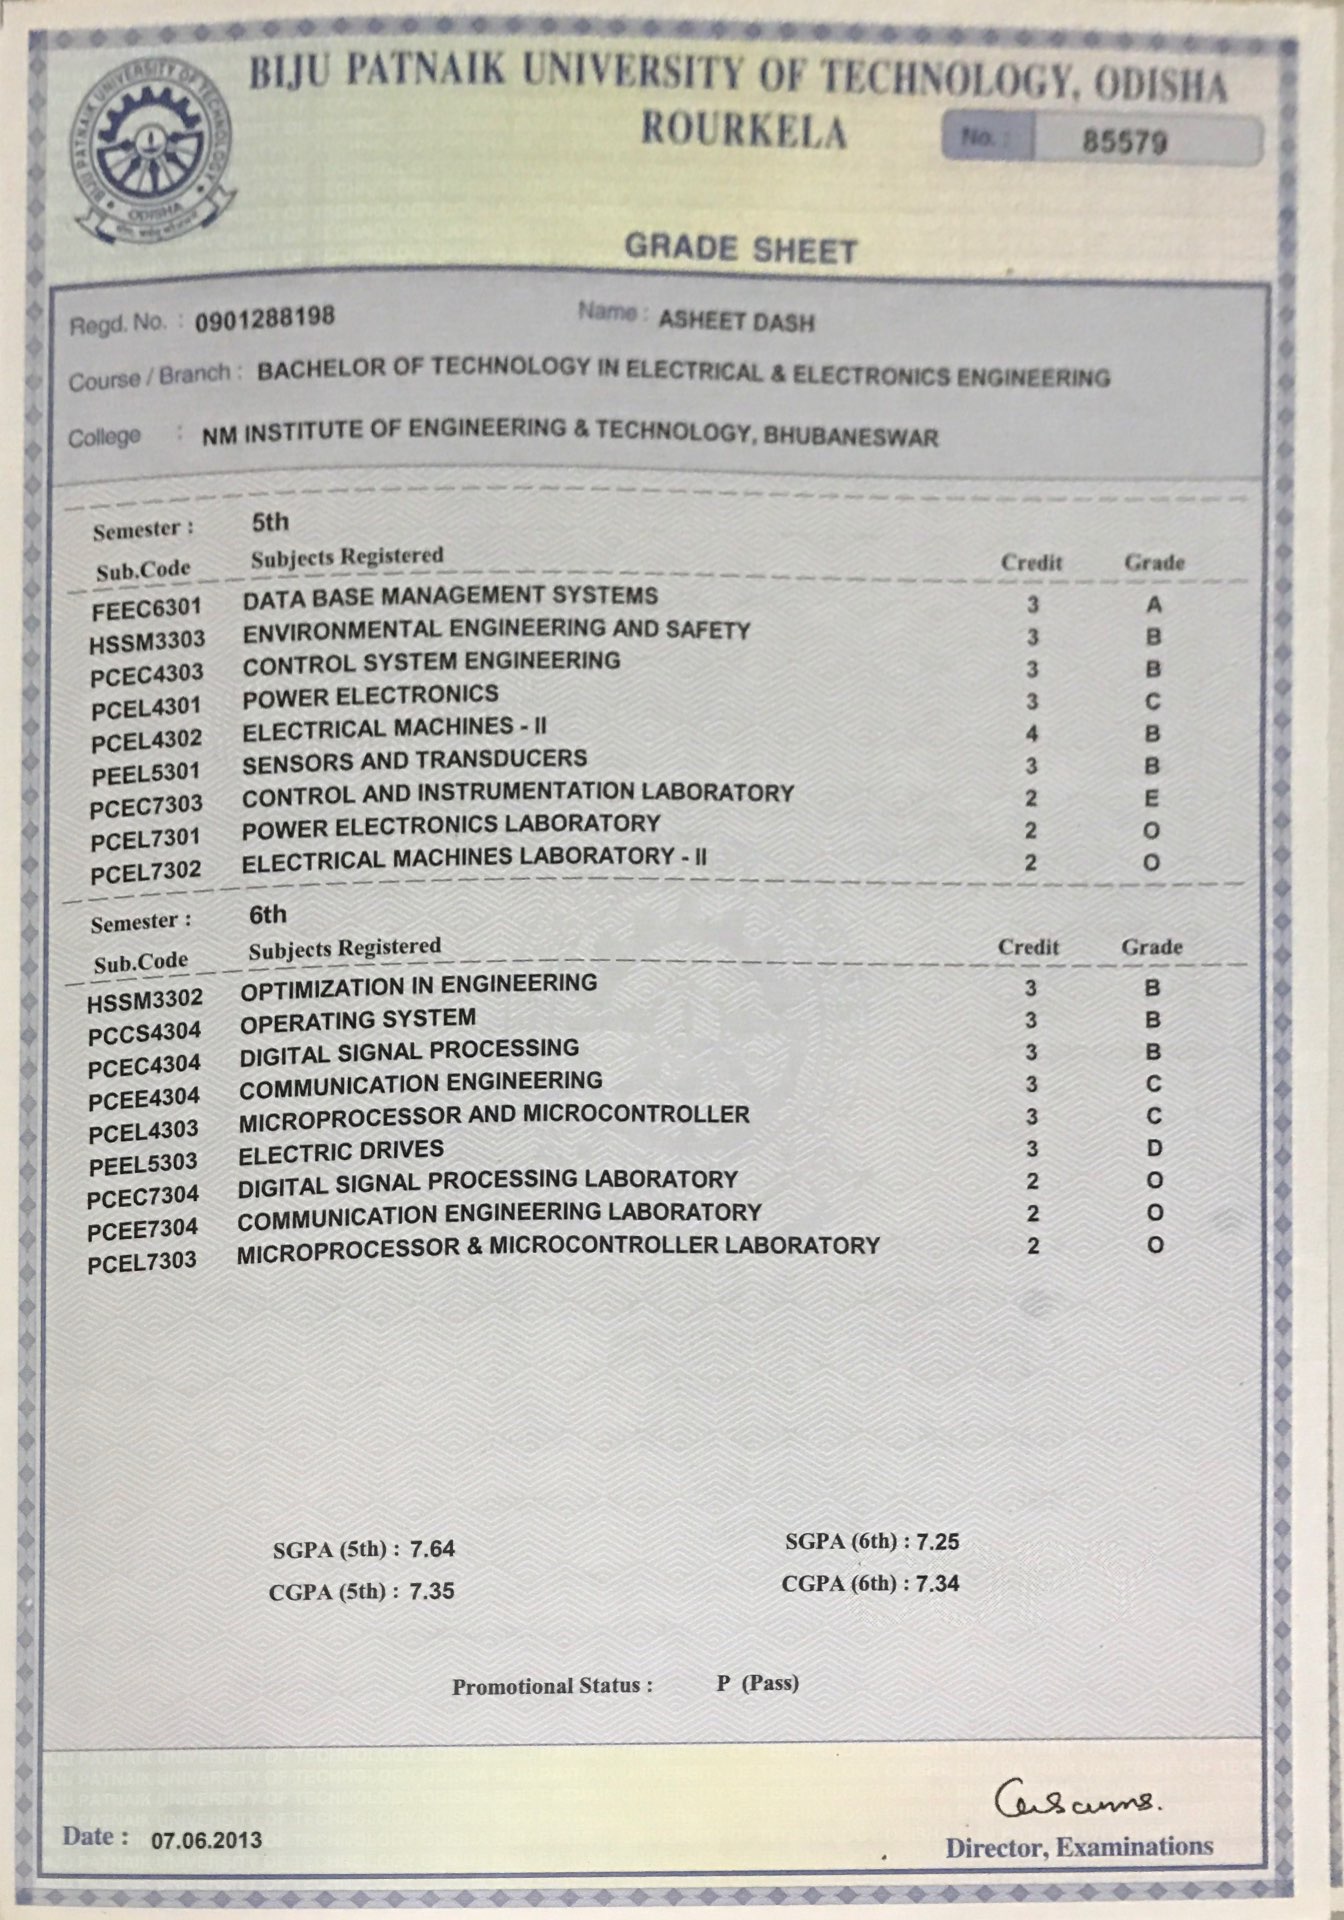 BIJU PATNAIK UNIVERSITY OF TECHNOLOGY, ODISHA
ROURKELA
No. : 85579
BIJU PATNAIK UNIVERSITY OF TECHNOLOGY
ODISHA
GRADE SHEET
Regd. No. : 0901288198 Name : ASHEET DASH
Course / Branch : BACHELOR OF TECHNOLOGY IN ELECTRICAL & ELECTRONICS ENGINEERING
College : NM INSTITUTE OF ENGINEERING & TECHNOLOGY, BHUBANESWAR
Semester : 5th
Sub.Code Subjects Registered Credit Grade
FEEC6301 DATA BASE MANAGEMENT SYSTEMS 3 A
HSSM3303 ENVIRONMENTAL ENGINEERING AND SAFETY 3 B
PCEC4303 CONTROL SYSTEM ENGINEERING 3 B
PCEL4301 POWER ELECTRONICS 3 C
PCEL4302 ELECTRICAL MACHINES - II 4 B
PEEL5301 SENSORS AND TRANSDUCERS 3 B
PCEC7303 CONTROL AND INSTRUMENTATION LABORATORY 2 E
PCEL7301 POWER ELECTRONICS LABORATORY 2 O
PCEL7302 ELECTRICAL MACHINES LABORATORY - II 2 O
Semester : 6th
Sub.Code Subjects Registered Credit Grade
HSSM3302 OPTIMIZATION IN ENGINEERING 3 B
PCCS4304 OPERATING SYSTEM 3 B
PCEC4304 DIGITAL SIGNAL PROCESSING 3 B
PCEE4304 COMMUNICATION ENGINEERING 3 C
PCEL4303 MICROPROCESSOR AND MICROCONTROLLER 3 C
PEEL5303 ELECTRIC DRIVES 3 D
PCEC7304 DIGITAL SIGNAL PROCESSING LABORATORY 2 O
PCEE7304 COMMUNICATION ENGINEERING LABORATORY 2 O
PCEL7303 MICROPROCESSOR & MICROCONTROLLER LABORATORY 2 O
SGPA (5th) : 7.64 SGPA (6th) : 7.25
CGPA (5th) : 7.35 CGPA (6th) : 7.34
Promotional Status : P (Pass)
Date : 07.06.2013
Director, Examinations